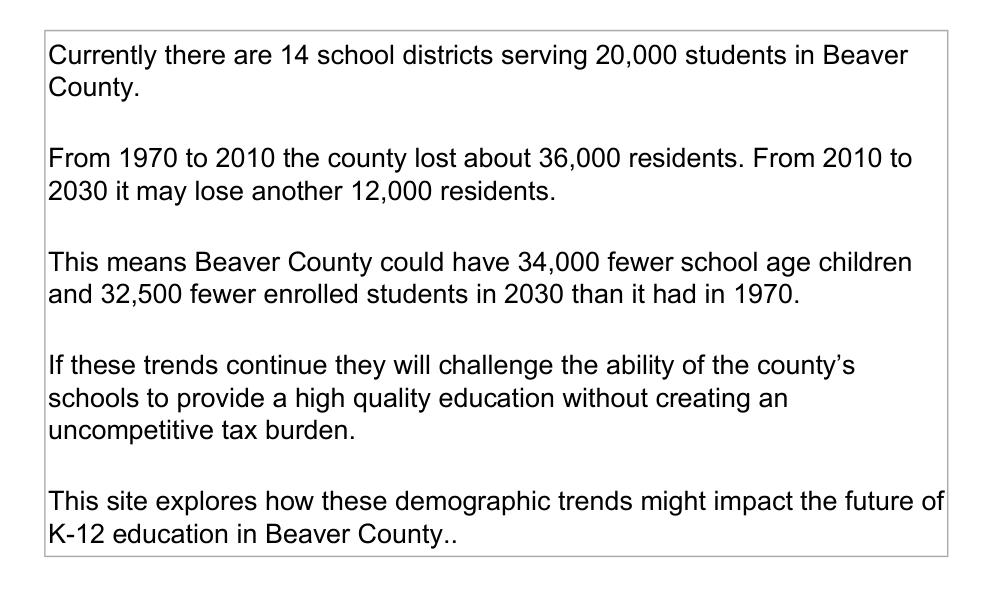 Currently there are 14 school districts serving 20,000 students in Beaver
County.
From 1970 to 2010 the county lost about 36,000 residents. From 2010 to
2030 it may lose another 12,000 residents.
This means Beaver County could have 34,000 fewer school age children
and 32,500 fewer enrolled students in 2030 than it had in 1970.
If these trends continue they will challenge the ability of the county’s
schools to provide a high quality education without creating an
uncompetitive tax burden.
This site explores how these demographic trends might impact the future of
K-12 education in Beaver County..